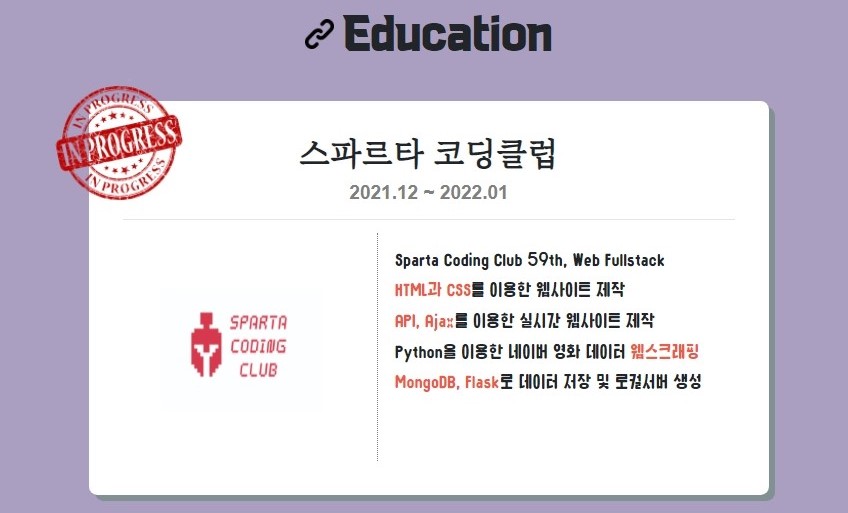 Education
IN PROGRESS
IN PROGRESS
IN PROGRESS
스파르타 코딩클럽
2021.12 ~ 2022.01
SPARTA
CODING
CLUB
Sparta Coding Club 59th, Web Fullstack
HTML과 CSS를 이용한 웹사이트 제작
API, Ajax를 이용한 실시간 웹사이트 제작
Python을 이용한 네이버 영화 데이터 웹스크래핑
MongoDB, Flask로 데이터 저장 및 로컬서버 생성